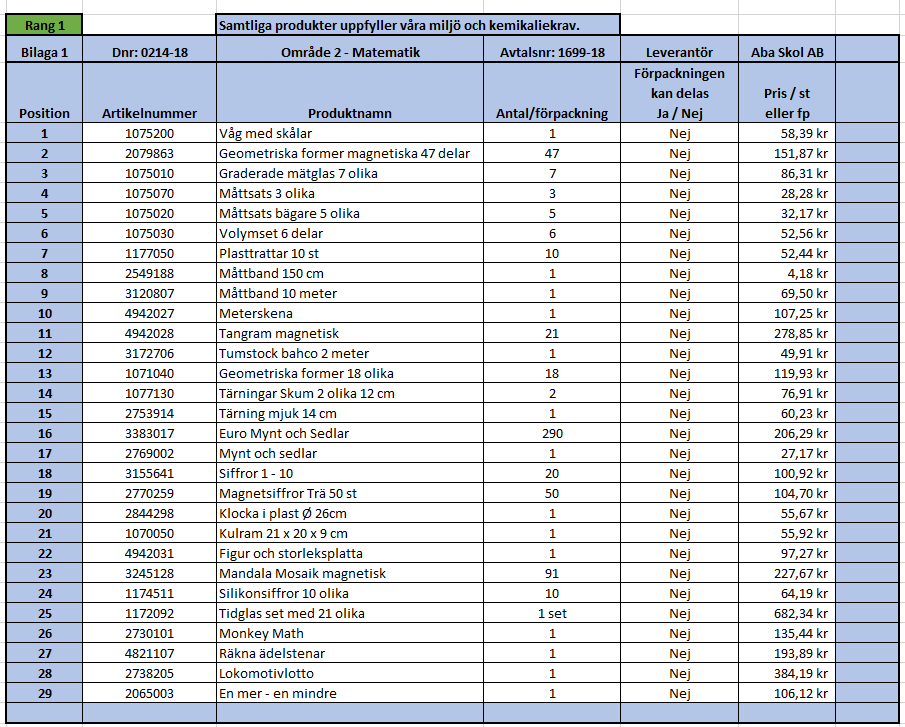 Rang 1 Samtliga produkter uppfyller våra miljö och kemikaliekrav.
Bilaga 1 Dnr: 0214-18 Område 2 - Matematik Avtalsnr: 1699-18 Leverantör Aba Skol AB
Position Artikelnummer Produktnamn Antal/förpackning Förpackningen kan delas Ja / Nej Pris / st eller fp
1 1075200 Våg med skålar 1 Nej 58,39 kr
2 2079863 Geometriska former magnetiska 47 delar 47 Nej 151,87 kr
3 1075010 Graderade mätglas 7 olika 7 Nej 86,31 kr
4 1075070 Måttsats 3 olika 3 Nej 28,28 kr
5 1075020 Måttsats bägare 5 olika 5 Nej 32,17 kr
6 1075030 Volymset 6 delar 6 Nej 52,56 kr
7 1177050 Plasttrattar 10 st 10 Nej 52,44 kr
8 2549188 Måttband 150 cm 1 Nej 4,18 kr
9 3120807 Måttband 10 meter 1 Nej 69,50 kr
10 4942027 Meterskena 1 Nej 107,25 kr
11 4942028 Tangram magnetisk 21 Nej 278,85 kr
12 3172706 Tumstock bahco 2 meter 1 Nej 49,91 kr
13 1071040 Geometriska former 18 olika 18 Nej 119,93 kr
14 1077130 Tärningar Skum 2 olika 12 cm 2 Nej 76,91 kr
15 2753914 Tärning mjuk 14 cm 1 Nej 60,23 kr
16 3383017 Euro Mynt och Sedlar 290 Nej 206,29 kr
17 2769002 Mynt och sedlar 1 Nej 27,17 kr
18 3155641 Siffror 1 - 10 20 Nej 100,92 kr
19 2770259 Magnetsiffror Trä 50 st 50 Nej 104,70 kr
20 2844298 Klocka i plast Ø 26cm 1 Nej 55,67 kr
21 1070050 Kulram 21 x 20 x 9 cm 1 Nej 55,92 kr
22 4942031 Figur och storleksplatta 1 Nej 97,27 kr
23 3245128 Mandala Mosaik magnetisk 91 Nej 227,67 kr
24 1174511 Silikonsiffror 10 olika 10 Nej 64,19 kr
25 1172092 Tidglas set med 21 olika 1 set Nej 682,34 kr
26 2730101 Monkey Math 1 Nej 135,44 kr
27 4821107 Räkna ädelstenar 1 Nej 193,89 kr
28 2738205 Lokomotivlotto 1 Nej 384,19 kr
29 2065003 En mer - en mindre 1 Nej 106,12 kr